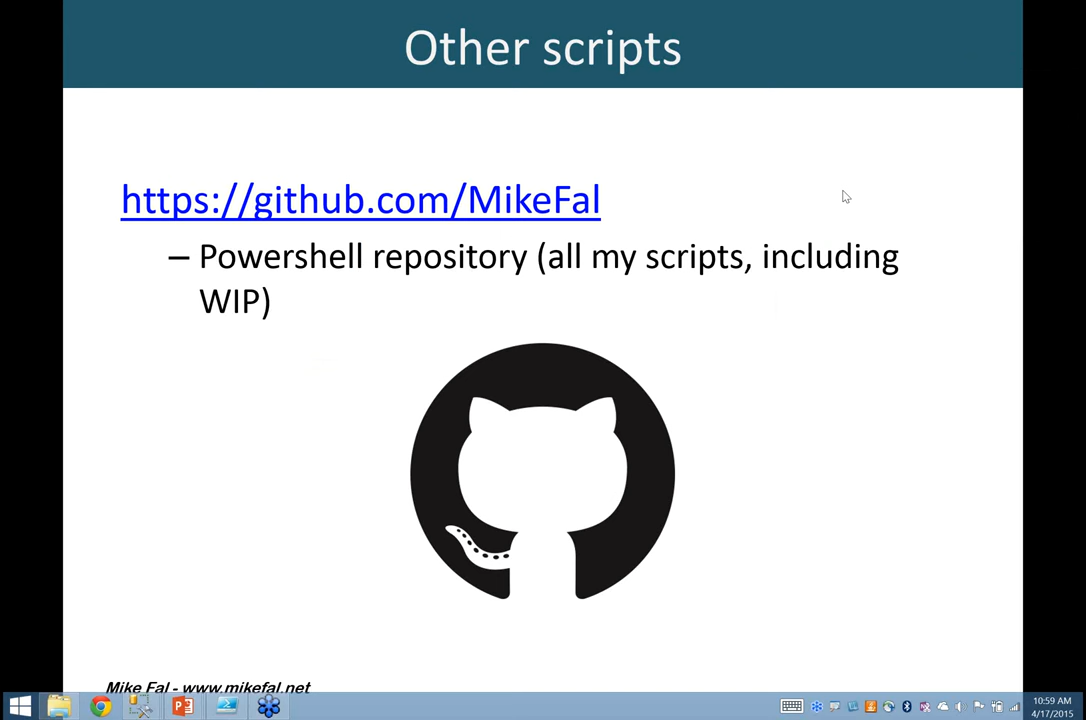 Other scripts
https://github.com/MikeFal
– Powershell repository (all my scripts, including
WIP)
Mike Fal - www.mikefal.net
10:59 AM
4/17/2015